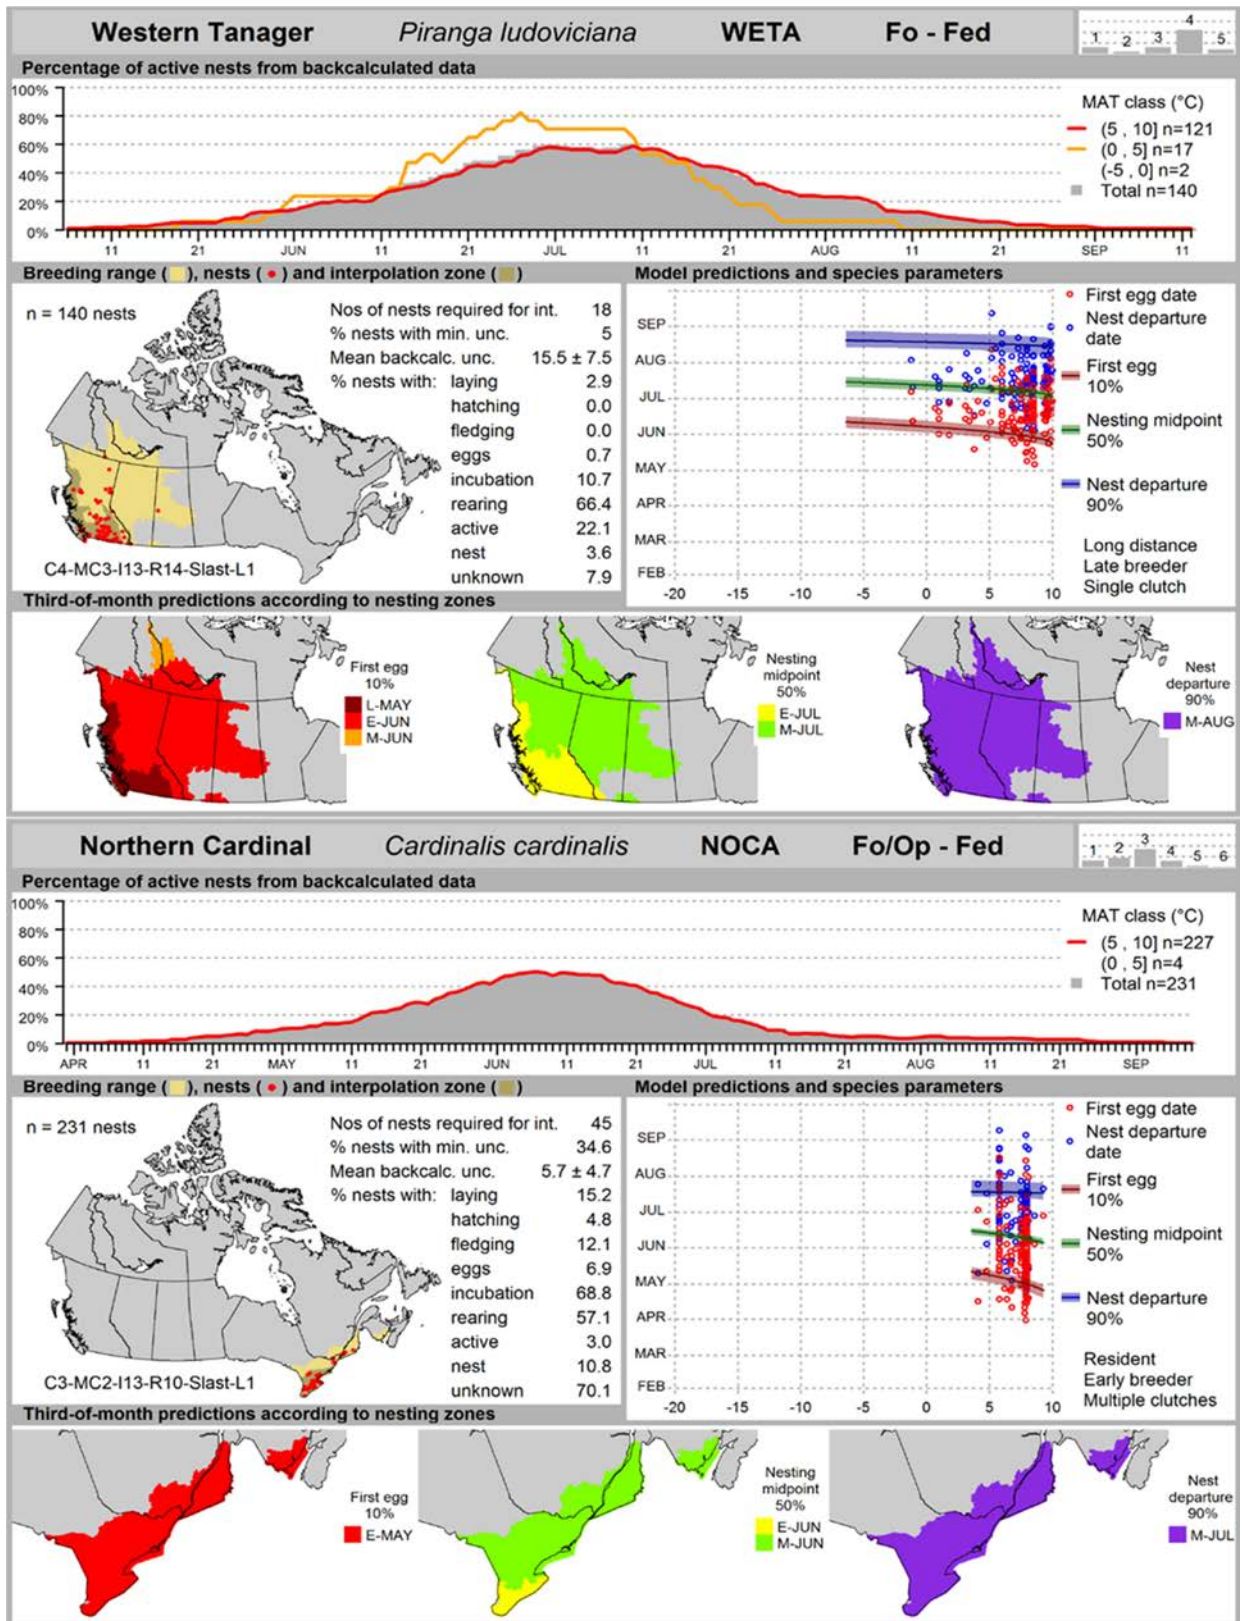 Western Tanager Piranga ludoviciana WETA Fo - Fed
1 2 3 4 5
Percentage of active nests from backcalculated data
100%
80%
60%
40%
20%
0%
MAT class (°C)
(5 , 10] n=121
(0 , 5] n=17
(-5 , 0] n=2
Total n=140
11 21 JUN 11 21 JUL 11 21 AUG 11 21 SEP 11
Breeding range ( ), nests ( ) and interpolation zone ( )
n = 140 nests
Nos of nests required for int. 18
% nests with min. unc. 5
Mean backcalc. unc. 15.5 ± 7.5
% nests with: laying 2.9
hatching 0.0
fledging 0.0
eggs 0.7
incubation 10.7
rearing 66.4
active 22.1
nest 3.6
unknown 7.9
C4-MC3-I13-R14-Slast-L1
Model predictions and species parameters
SEP
AUG
JUL
JUN
MAY
APR
MAR
FEB
-20 -15 -10 -5 0 5 10
First egg date
Nest departure
date
First egg
10%
Nesting midpoint
50%
Nest departure
90%
Long distance
Late breeder
Single clutch
Third-of-month predictions according to nesting zones
First egg
10%
L-MAY
E-JUN
M-JUN
Nesting
midpoint
50%
E-JUL
M-JUL
Nest
departure
90%
M-AUG
Northern Cardinal Cardinalis cardinalis NOCA Fo/Op - Fed
1 2 3 4 5 6
Percentage of active nests from backcalculated data
100%
80%
60%
40%
20%
0%
MAT class (°C)
(5 , 10] n=227
(0 , 5] n=4
Total n=231
APR 11 21 MAY 11 21 JUN 11 21 JUL 11 21 AUG 11 21 SEP
Breeding range ( ), nests ( ) and interpolation zone ( )
n = 231 nests
Nos of nests required for int. 45
% nests with min. unc. 34.6
Mean backcalc. unc. 5.7 ± 4.7
% nests with: laying 15.2
hatching 4.8
fledging 12.1
eggs 6.9
incubation 68.8
rearing 57.1
active 3.0
nest 10.8
unknown 70.1
C3-MC2-I13-R10-Slast-L1
Model predictions and species parameters
SEP
AUG
JUL
JUN
MAY
APR
MAR
FEB
-20 -15 -10 -5 0 5 10
First egg date
Nest departure
date
First egg
10%
Nesting midpoint
50%
Nest departure
90%
Resident
Early breeder
Multiple clutches
Third-of-month predictions according to nesting zones
First egg
10%
E-MAY
Nesting
midpoint
50%
E-JUN
M-JUN
Nest
departure
90%
M-JUL